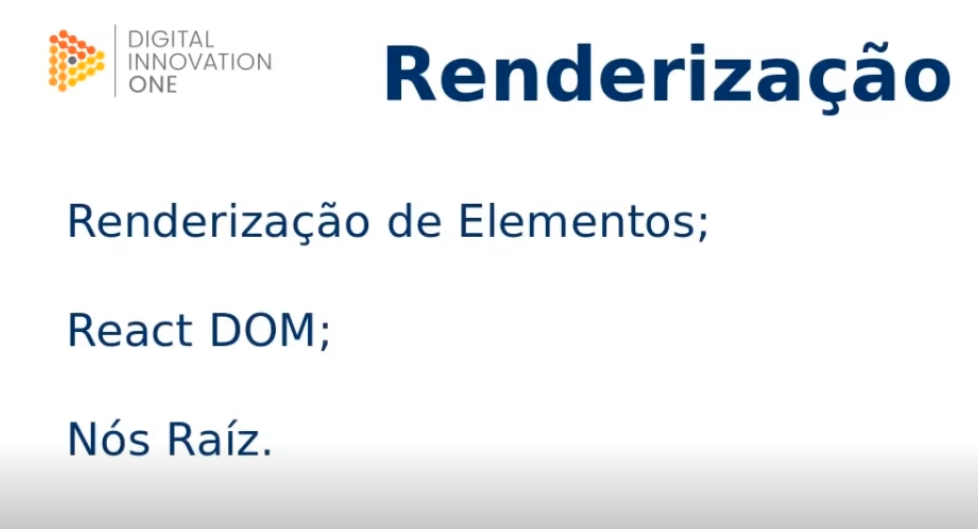 DIGITAL
INNOVATION
ONE
Renderização
Renderização de Elementos;
React DOM;
Nós Raíz.